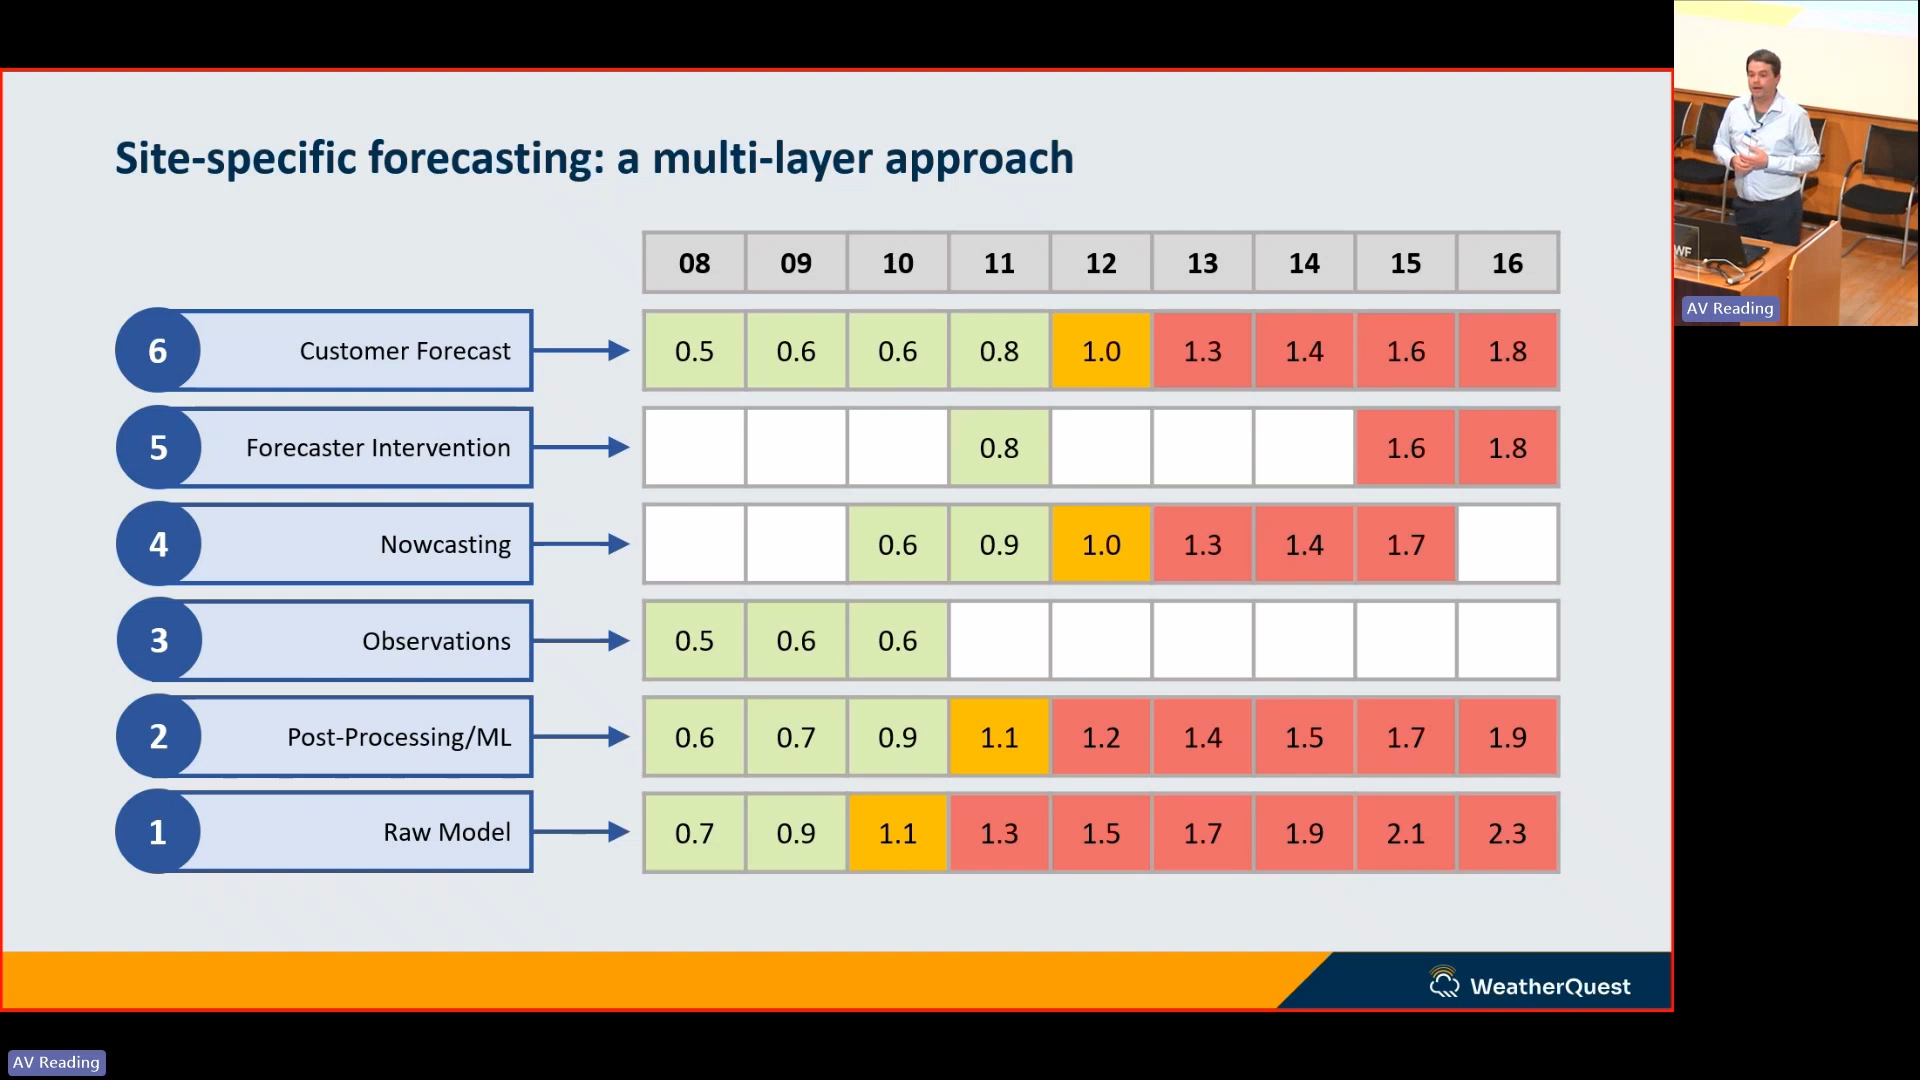 Site-specific forecasting: a multi-layer approach
08 09 10 11 12 13 14 15 16
6 Customer Forecast 0.5 0.6 0.6 0.8 1.0 1.3 1.4 1.6 1.8
5 Forecaster Intervention 0.8 1.6 1.8
4 Nowcasting 0.6 0.9 1.0 1.3 1.4 1.7
3 Observations 0.5 0.6 0.6
2 Post-Processing/ML 0.6 0.7 0.9 1.1 1.2 1.4 1.5 1.7 1.9
1 Raw Model 0.7 0.9 1.1 1.3 1.5 1.7 1.9 2.1 2.3
WeatherQuest
WF
AV Reading
AV Reading